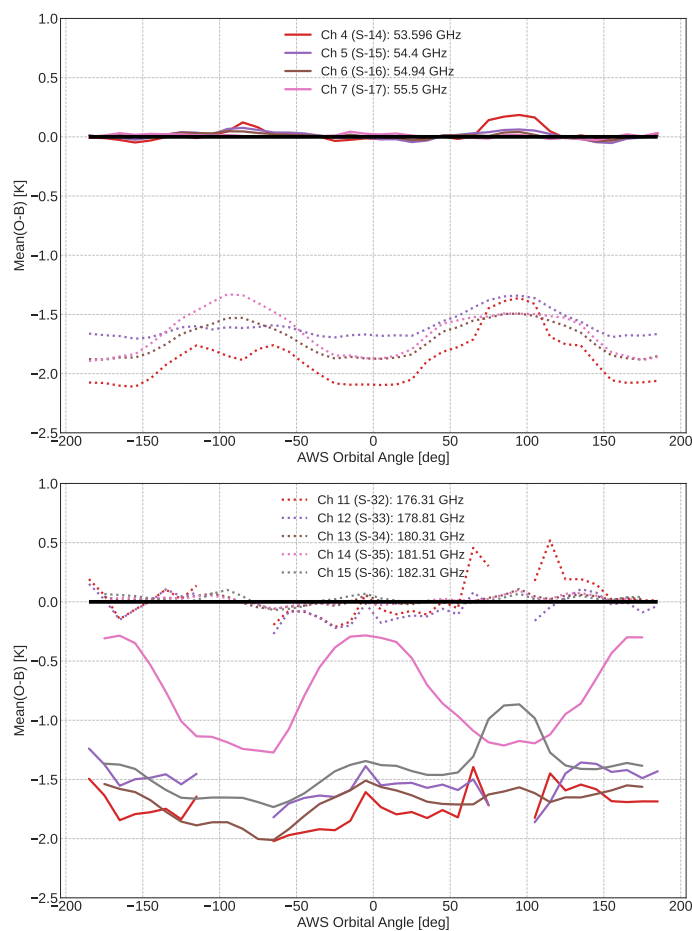 1.0
Ch 4 (S-14): 53.596 GHz
Ch 5 (S-15): 54.4 GHz
0.5
Ch 6 (S-16): 54.94 GHz
Ch 7 (S-17): 55.5 GHz
0.0
−0.5
Mean(O-B) [K]
−1.0
−1.5
−2.0
−2.5
−200 −150 −100 −50 0 50 100 150 200
AWS Orbital Angle [deg]
1.0
Ch 11 (S-32): 176.31 GHz
Ch 12 (S-33): 178.81 GHz
0.5
Ch 13 (S-34): 180.31 GHz
Ch 14 (S-35): 181.51 GHz
Ch 15 (S-36): 182.31 GHz
0.0
−0.5
Mean(O-B) [K]
−1.0
−1.5
−2.0
−2.5
−200 −150 −100 −50 0 50 100 150 200
AWS Orbital Angle [deg]